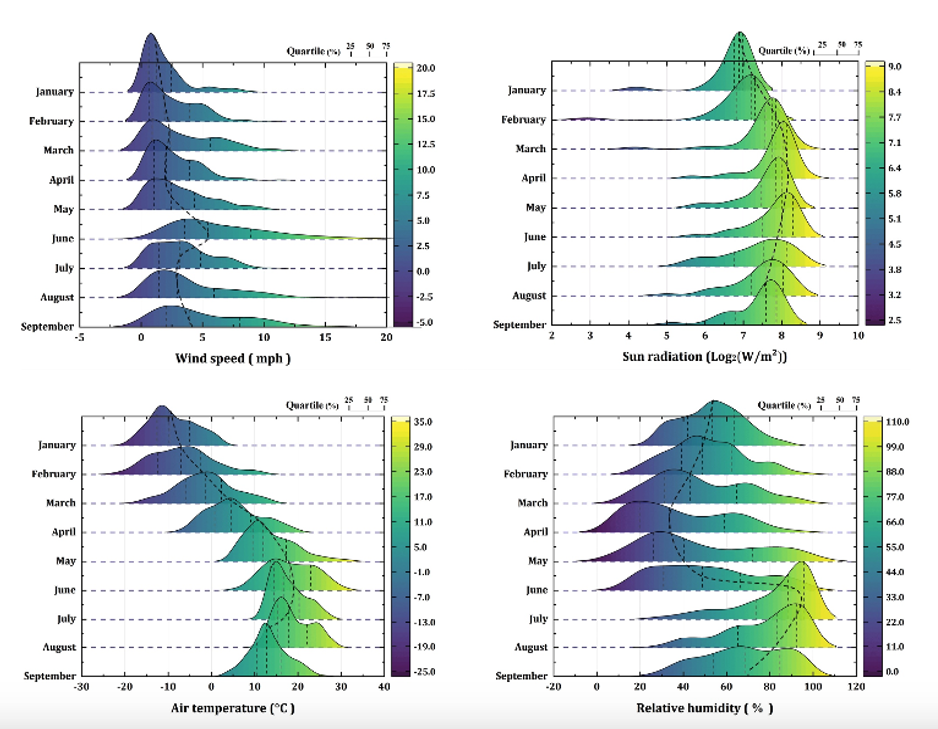 Quartile (%) 25 50 75
January
February
March
April
May
June
July
August
September
-5 0 5 10 15 20
Wind speed ( mph )
20.0
17.5
15.0
12.5
10.0
7.5
5.0
2.5
0.0
-2.5
-5.0
Quartile (%) 25 50 75
January
February
March
April
May
June
July
August
September
2 3 4 5 6 7 8 9 10
Sun radiation (Log₂(W/m²))
9.0
8.4
7.7
7.1
6.4
5.8
5.1
4.5
3.8
3.2
2.5
Quartile (%) 25 50 75
January
February
March
April
May
June
July
August
September
-30 -20 -10 0 10 20 30 40
Air temperature (°C )
35.0
29.0
23.0
17.0
11.0
5.0
-1.0
-7.0
-13.0
-19.0
-25.0
Quartile (%) 25 50 75
January
February
March
April
May
June
July
August
September
-20 0 20 40 60 80 100 120
Relative humidity ( % )
110.0
99.0
88.0
77.0
66.0
55.0
44.0
33.0
22.0
11.0
0.0